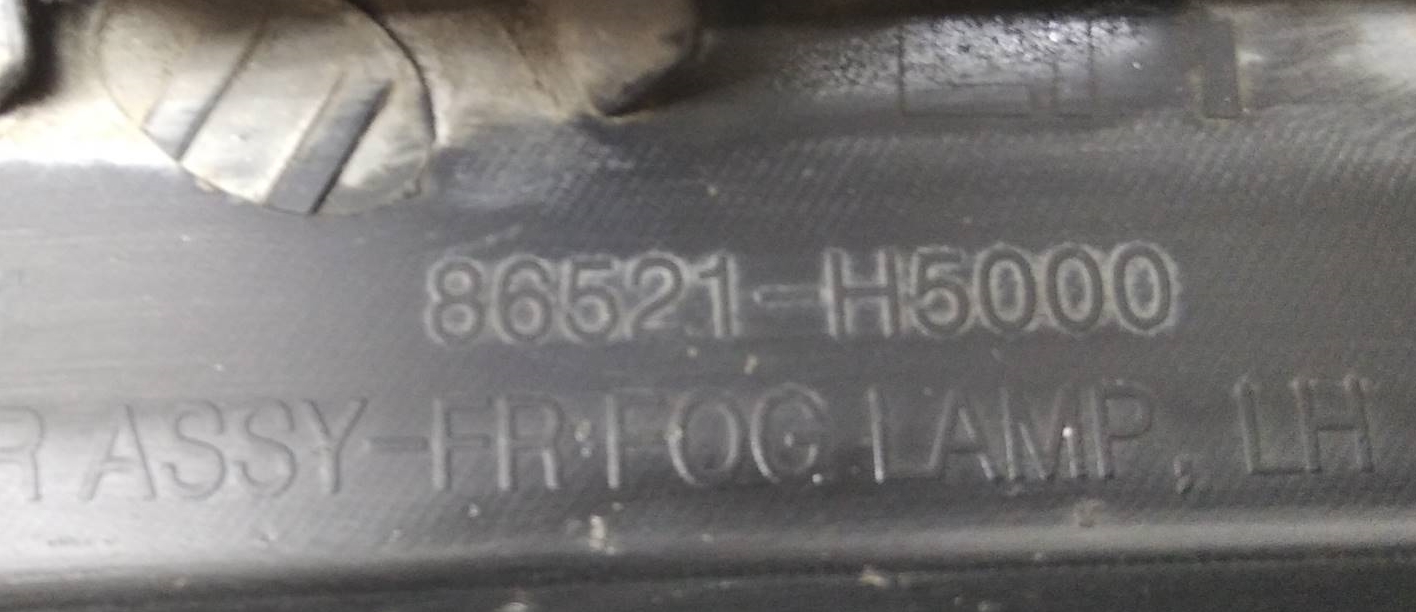 86521-H5000
R ASSY-FR FOG LAMP, LH